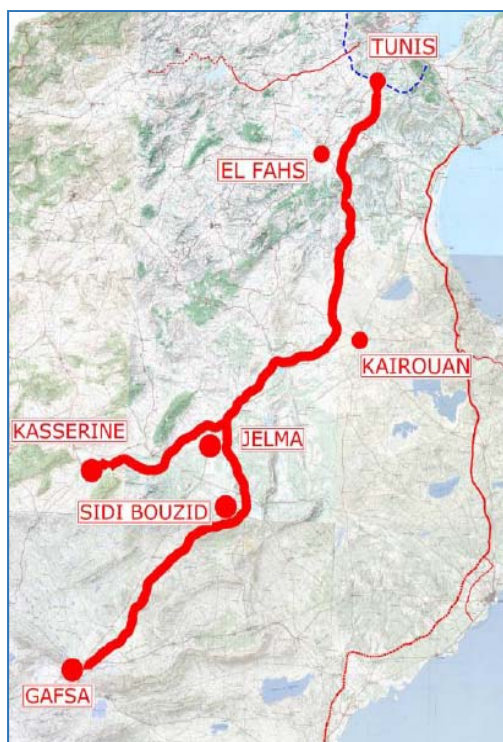 TUNIS
EL FAHS
KAIROUAN
KASSERINE
JELMA
SIDI BOUZID
GAFSA